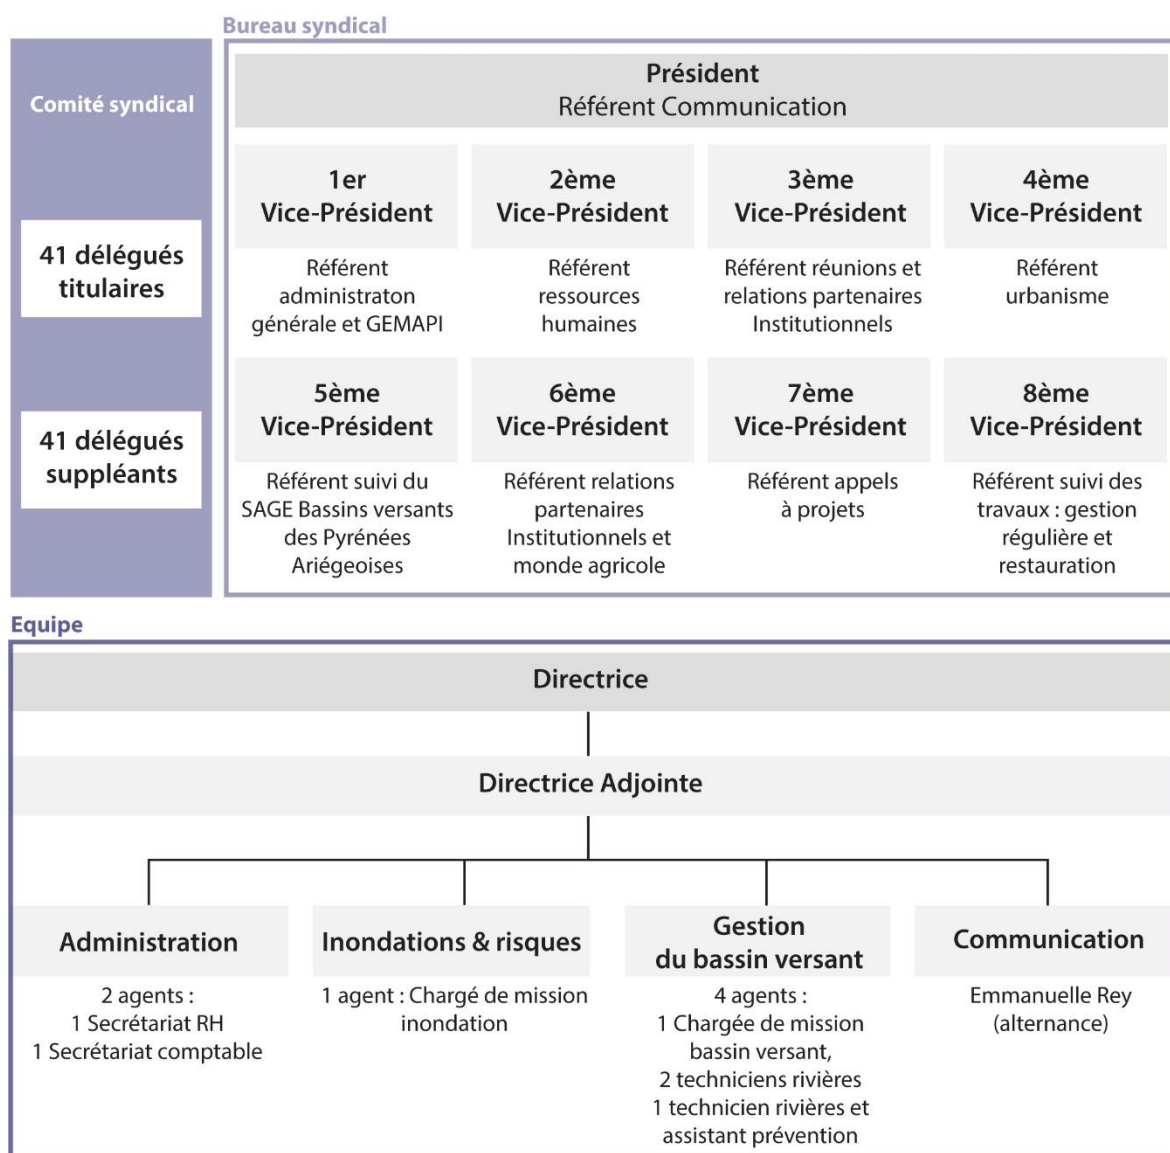 Bureau syndical
Comité syndical
41 délégués
titulaires
41 délégués
suppléants
Président
Référent Communication
1er
Vice-Président
Référent
administraton
générale et GEMAPI
2ème
Vice-Président
Référent
ressources
humaines
3ème
Vice-Président
Référent réunions et
relations partenaires
Institutionnels
4ème
Vice-Président
Référent
urbanisme
5ème
Vice-Président
Référent suivi du
SAGE Bassins versants
des Pyrénées
Ariégeoises
6ème
Vice-Président
Référent relations
partenaires
Institutionnels et
monde agricole
7ème
Vice-Président
Référent appels
à projets
8ème
Vice-Président
Référent suivi des
travaux : gestion
régulière et
restauration
Equipe
Directrice
Directrice Adjointe
Administration
2 agents :
1 Secrétariat RH
1 Secrétariat comptable
Inondations & risques
1 agent : Chargé de mission
inondation
Gestion
du bassin versant
4 agents :
1 Chargée de mission
bassin versant,
2 techniciens rivières
1 technicien rivières et
assistant prévention
Communication
Emmanuelle Rey
(alternance)